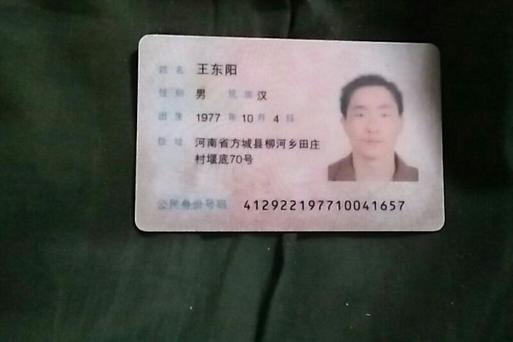 姓名 王东阳
性别 男 民族 汉
出生 1977 年 10 月 4 日
住址 河南省方城县柳河乡田庄
村堰底70号
公民身份号码 412922197710041657